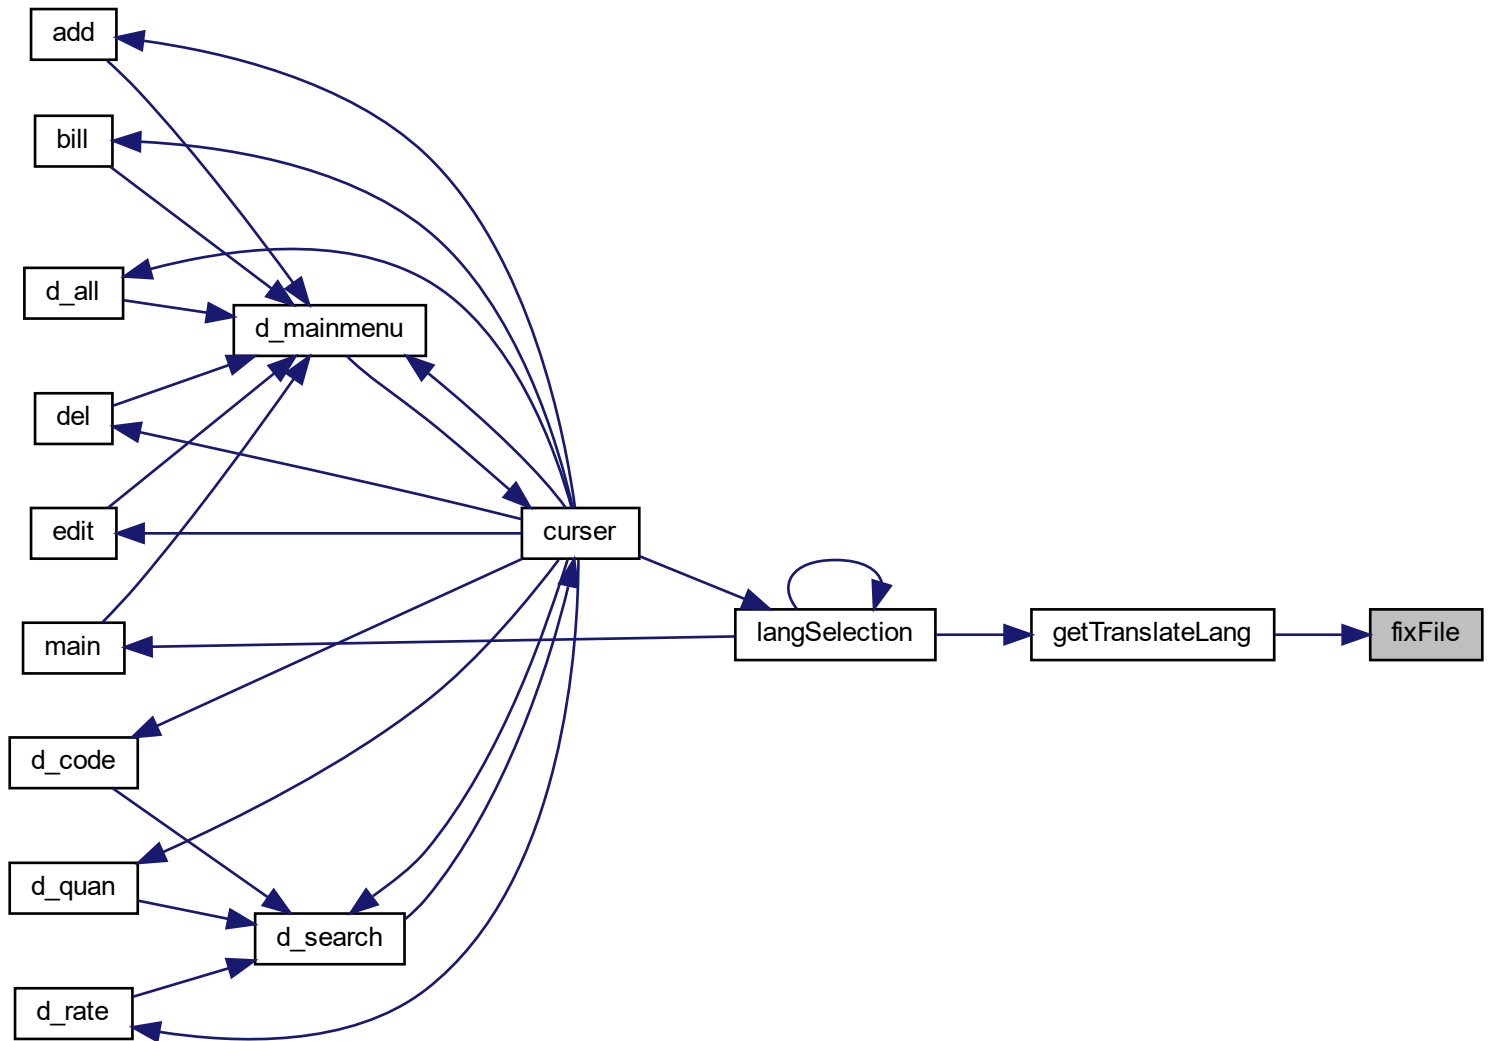 add
bill
d_all
d_mainmenu
del
edit
curser
main
langSelection
getTranslateLang
fixFile
d_code
d_quan
d_search
d_rate